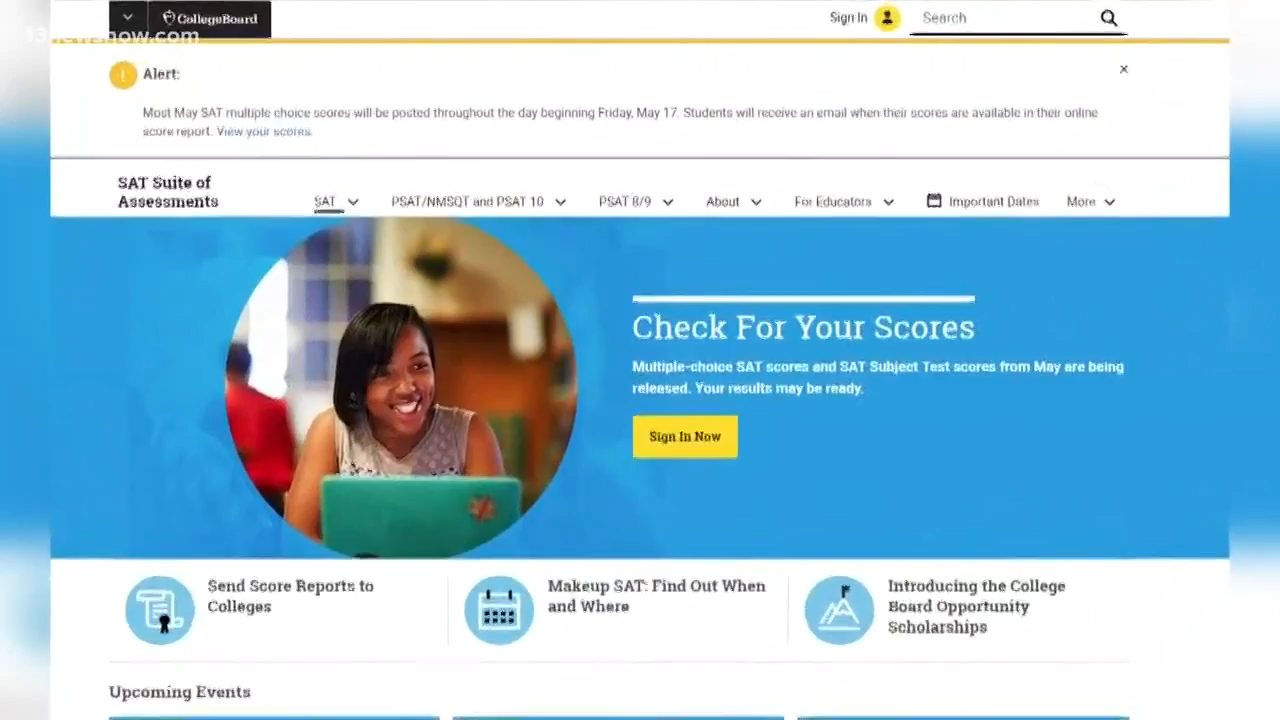 CollegeBoard
Sign In
Search
13newsnow.com
Alert:
Most May SAT multiple choice scores will be posted throughout the day beginning Friday, May 17. Students will receive an email when their scores are available in their online
score report. View your scores.
SAT Suite of
Assessments
SAT
PSAT/NMSQT and PSAT 10
PSAT 8/9
About
For Educators
Important Dates
More
Check For Your Scores
Multiple-choice SAT scores and SAT Subject Test scores from May are being
released. Your results may be ready.
Sign In Now
Send Score Reports to
Colleges
Makeup SAT: Find Out When
and Where
Introducing the College
Board Opportunity
Scholarships
Upcoming Events